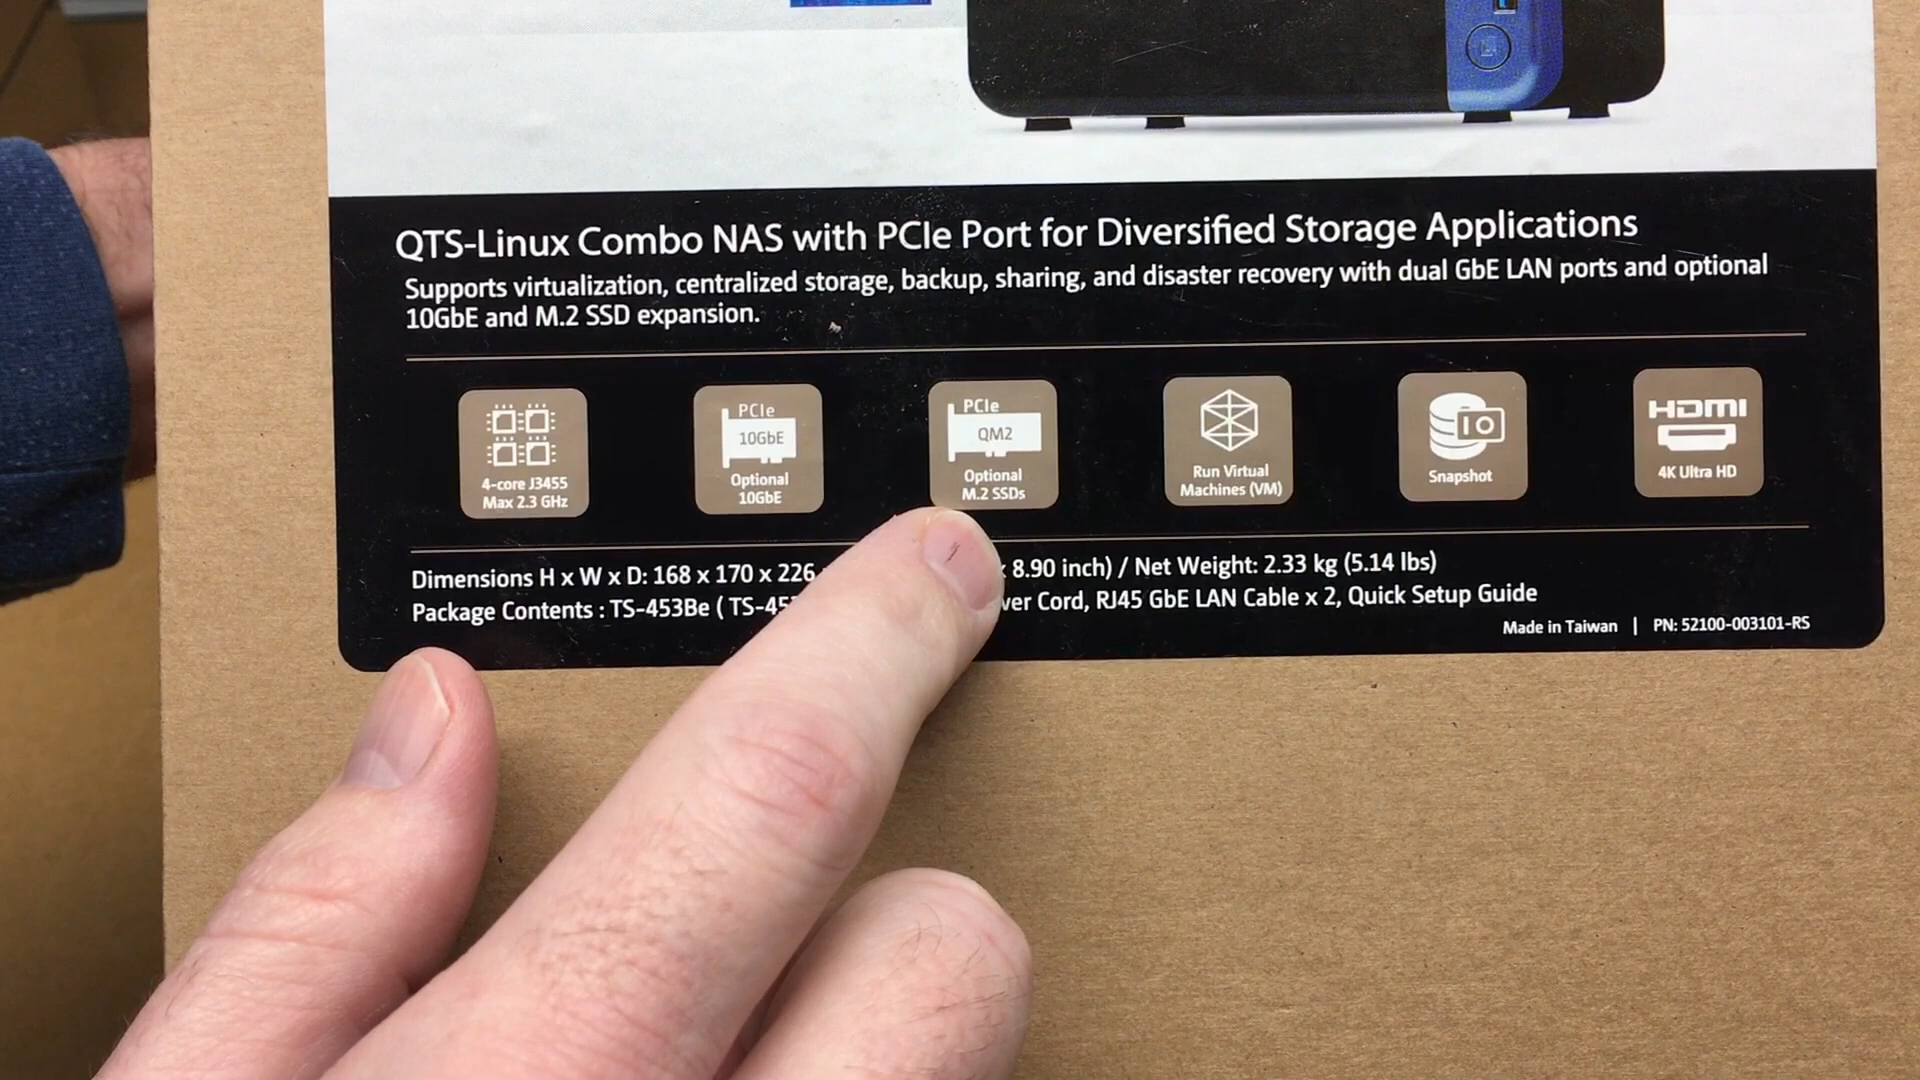 QTS-Linux Combo NAS with PCIe Port for Diversified Storage Applications
Supports virtualization, centralized storage, backup, sharing, and disaster recovery with dual GbE LAN ports and optional
10GbE and M.2 SSD expansion.
4-core J3455
Max 2.3 GHz
PCIe
10GbE
Optional
10GbE
PCIe
QM2
Optional
M.2 SSDs
Run Virtual
Machines (VM)
Snapshot
HDMI
4K Ultra HD
Dimensions H x W x D: 168 x 170 x 226 8.90 inch) / Net Weight: 2.33 kg (5.14 lbs)
Package Contents : TS-453Be ( Cord, RJ45 GbE LAN Cable x 2, Quick Setup Guide
Made in Taiwan | PN: 52100-003101-RS